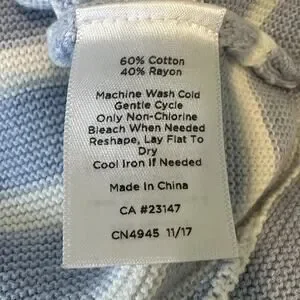 60% Cotton
40% Rayon
Machine Wash Cold
Gentle Cycle
Only Non-Chlorine
Bleach When Needed
Reshape, Lay Flat To
Dry
Cool Iron If Needed
Made In China
CA #23147
CN4945 11/17